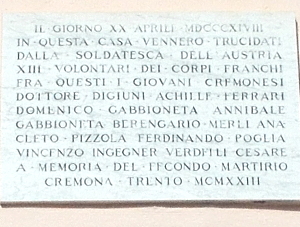 IL GIORNO XX APRILE MDCCCXLVIII
IN · QUESTA · CASA · VENNERO · TRUCIDATI
DALLA · SOLDATESCA · DELL' AUSTRIA
XIII · VOLONTARI · DEI · CORPI · FRANCHI
FRA · QUESTI · I · GIOVANI · CREMONESI
DOTTORE · DIGIUNI · ACHILLE · FERRARI
DOMENICO · GABBIONETA · ANNIBALE
GABBIONETA · BERENGARIO · MERLI · ANA
CLETO · PIZZOLA · FERDINANDO · POGLIA
VINCENZO · INGEGNER · VERDELLI · CESARE
A · MEMORIA · DEL · FECONDO · MARTIRIO
CREMONA · TRENTO · MCMXXIII